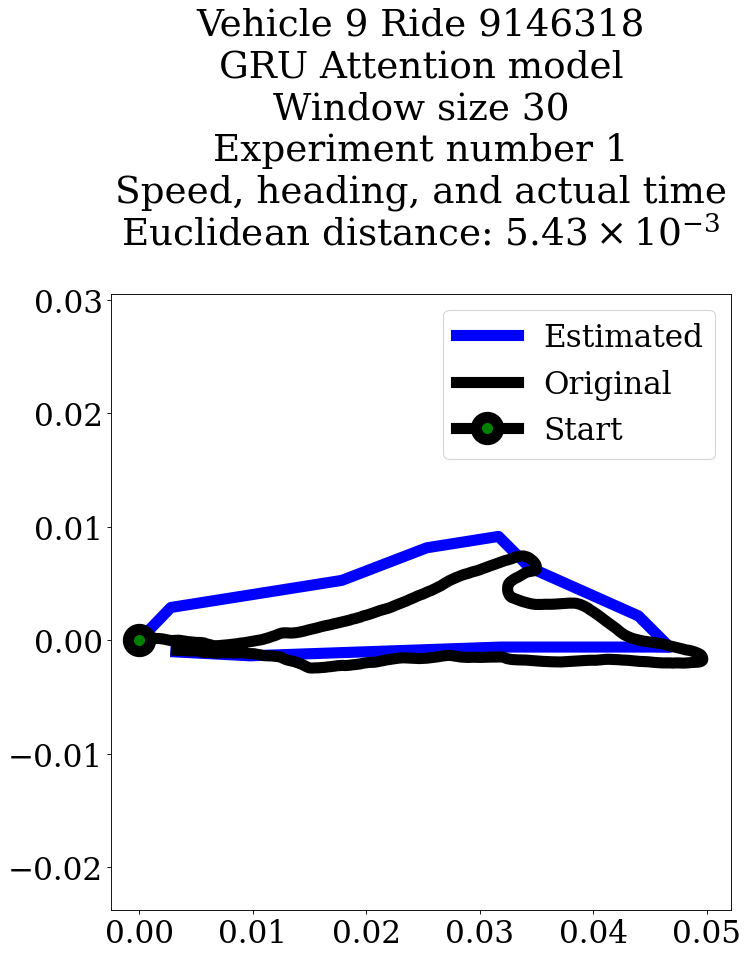 Vehicle 9 Ride 9146318
GRU Attention model
Window size 30
Experiment number 1
Speed, heading, and actual time
Euclidean distance: 5.43 × 10⁻³
0.03
0.02
0.01
0.00
−0.01
−0.02
Estimated
Original
Start
0.00 0.01 0.02 0.03 0.04 0.05